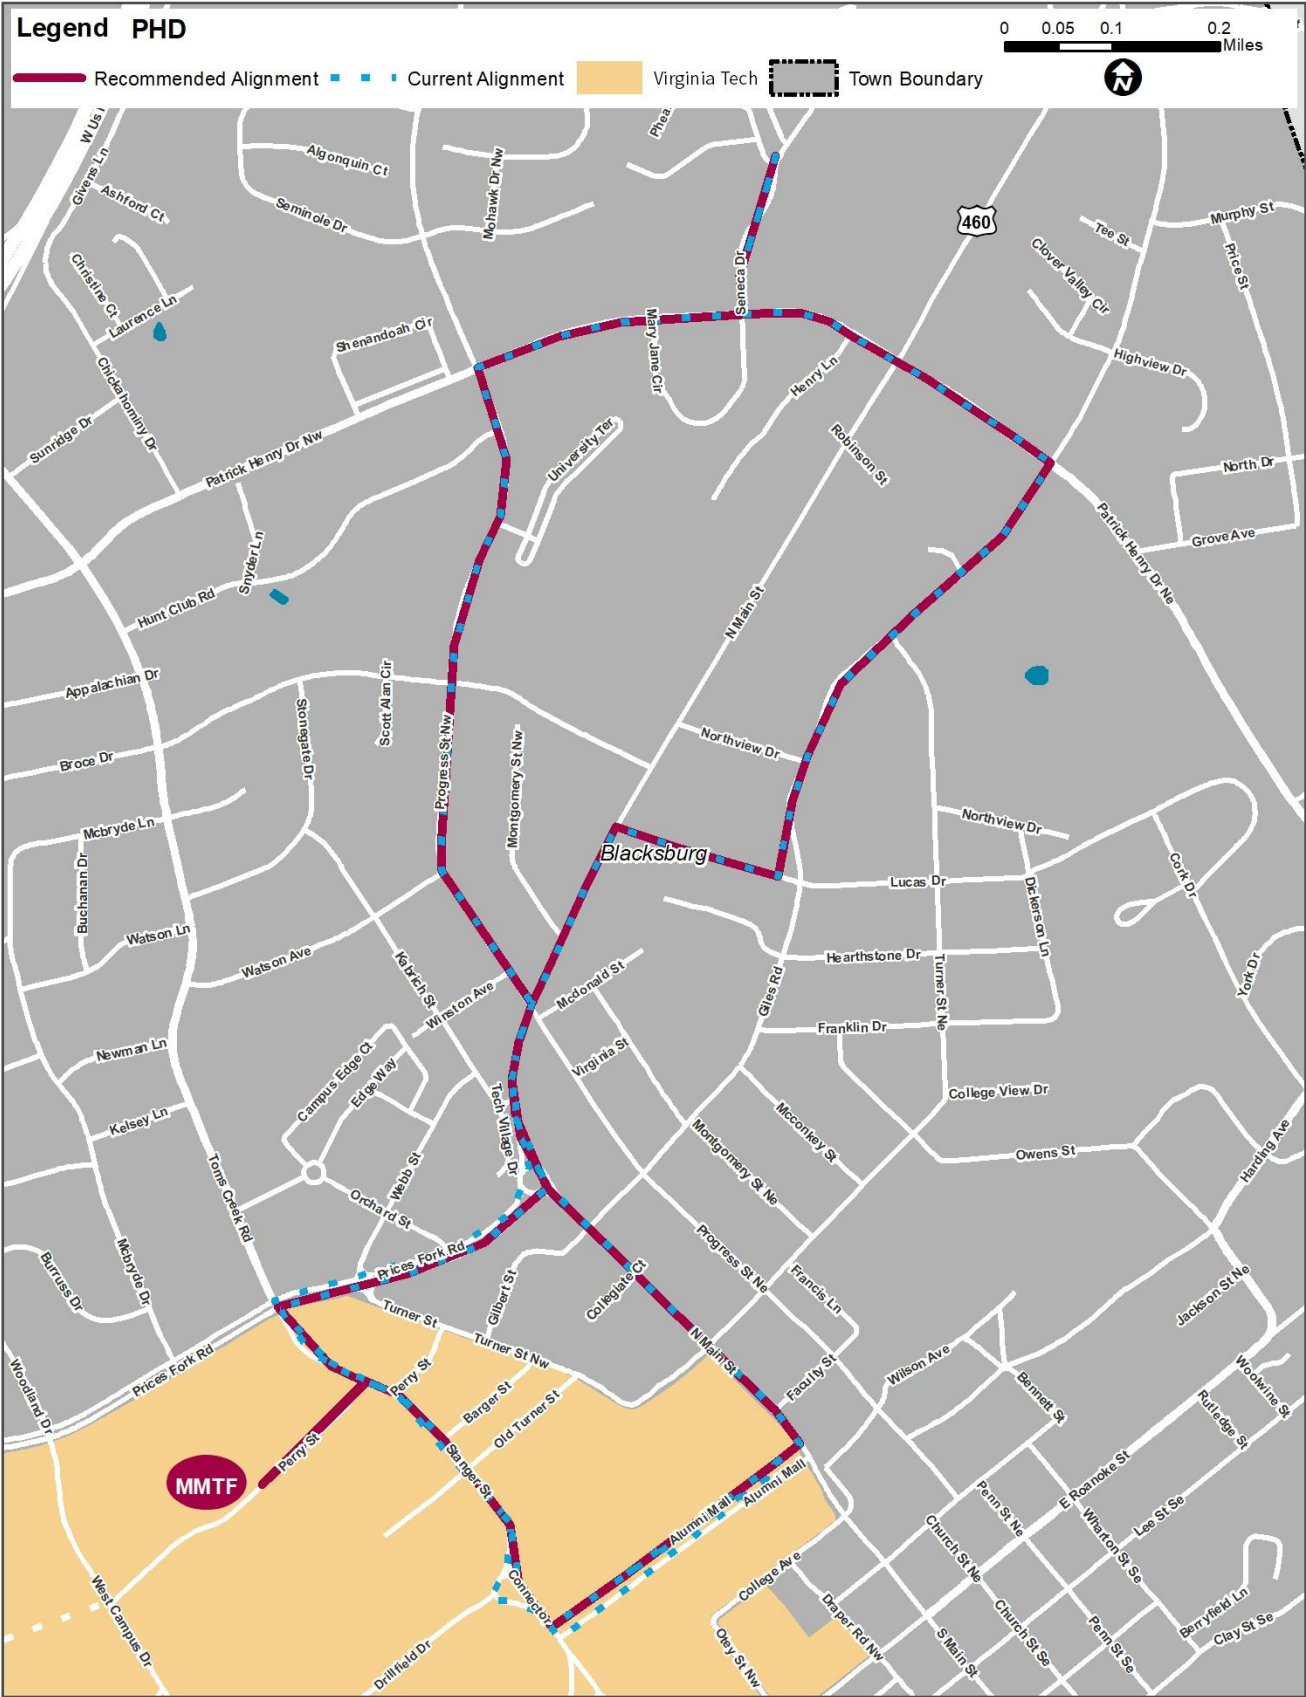 Legend PHD
0 0.05 0.1 0.2
Miles
Recommended Alignment
Current Alignment
Virginia Tech
Town Boundary
N
W Us
Givens Ln
Ashford Ct
Algonquin Ct
Seminole Dr
Mohawk Dr Nw
Phea
460
Murphy St
Tee St
Price St
Clover Valley Cir
Christine Ct
Laurence Ln
Seneca Dr
Shenandoah Cir
Mary Jane Cir
Henry Ln
Highview Dr
Chickahominy Dr
Sunridge Dr
Patrick Henry Dr Nw
University Ter
Robinson St
North Dr
Patrick Henry Dr Ne
Grove Ave
Snyder Ln
Hunt Club Rd
N Main St
Appalachian Dr
Scott Alan Cir
Stonegate Dr
Broce Dr
Progress St Nw
Montgomery St Nw
Northview Dr
Mcbryde Ln
Northview Dr
Blacksburg
Buchanan Dr
Lucas Dr
Cork Dr
Dickerson Ln
Watson Ln
Watson Ave
Kabrich St
Winston Ave
Mcdonald St
Hearthstone Dr
Giles Rd
Turner St Ne
York Dr
Franklin Dr
Newman Ln
Campus Edge Ct
Edge Way
Virginia St
College View Dr
Kelsey Ln
Tech Village Dr
Mcconkey St
Montgomery St Ne
Owens St
Harding Ave
Toms Creek Rd
Webb St
Orchard St
Burruss Dr
Mcbryde Dr
Prices Fork Rd
Progress St Ne
Francis Ln
Gilbert St
Collegiate Ct
Jackson St Ne
Turner St
Turner St Nw
N Main St
Prices Fork Rd
Woodland Dr
Perry St
Faculty St
Wilson Ave
Woolwine St
Bennett St
Rutledge St
Barger St
Old Turner St
Perry St
Stanger St
MMTF
Alumni Mall
Alumni Mall
E Roanoke St
Penn St Ne
Lee St Se
Wharton St Se
Church St Ne
College Ave
Connector
West Campus Dr
Draper Rd Nw
Church St Se
Berryfield Ln
Clay St Se
Penn St Se
S Main St
Otey St Nw
Drillfield Dr